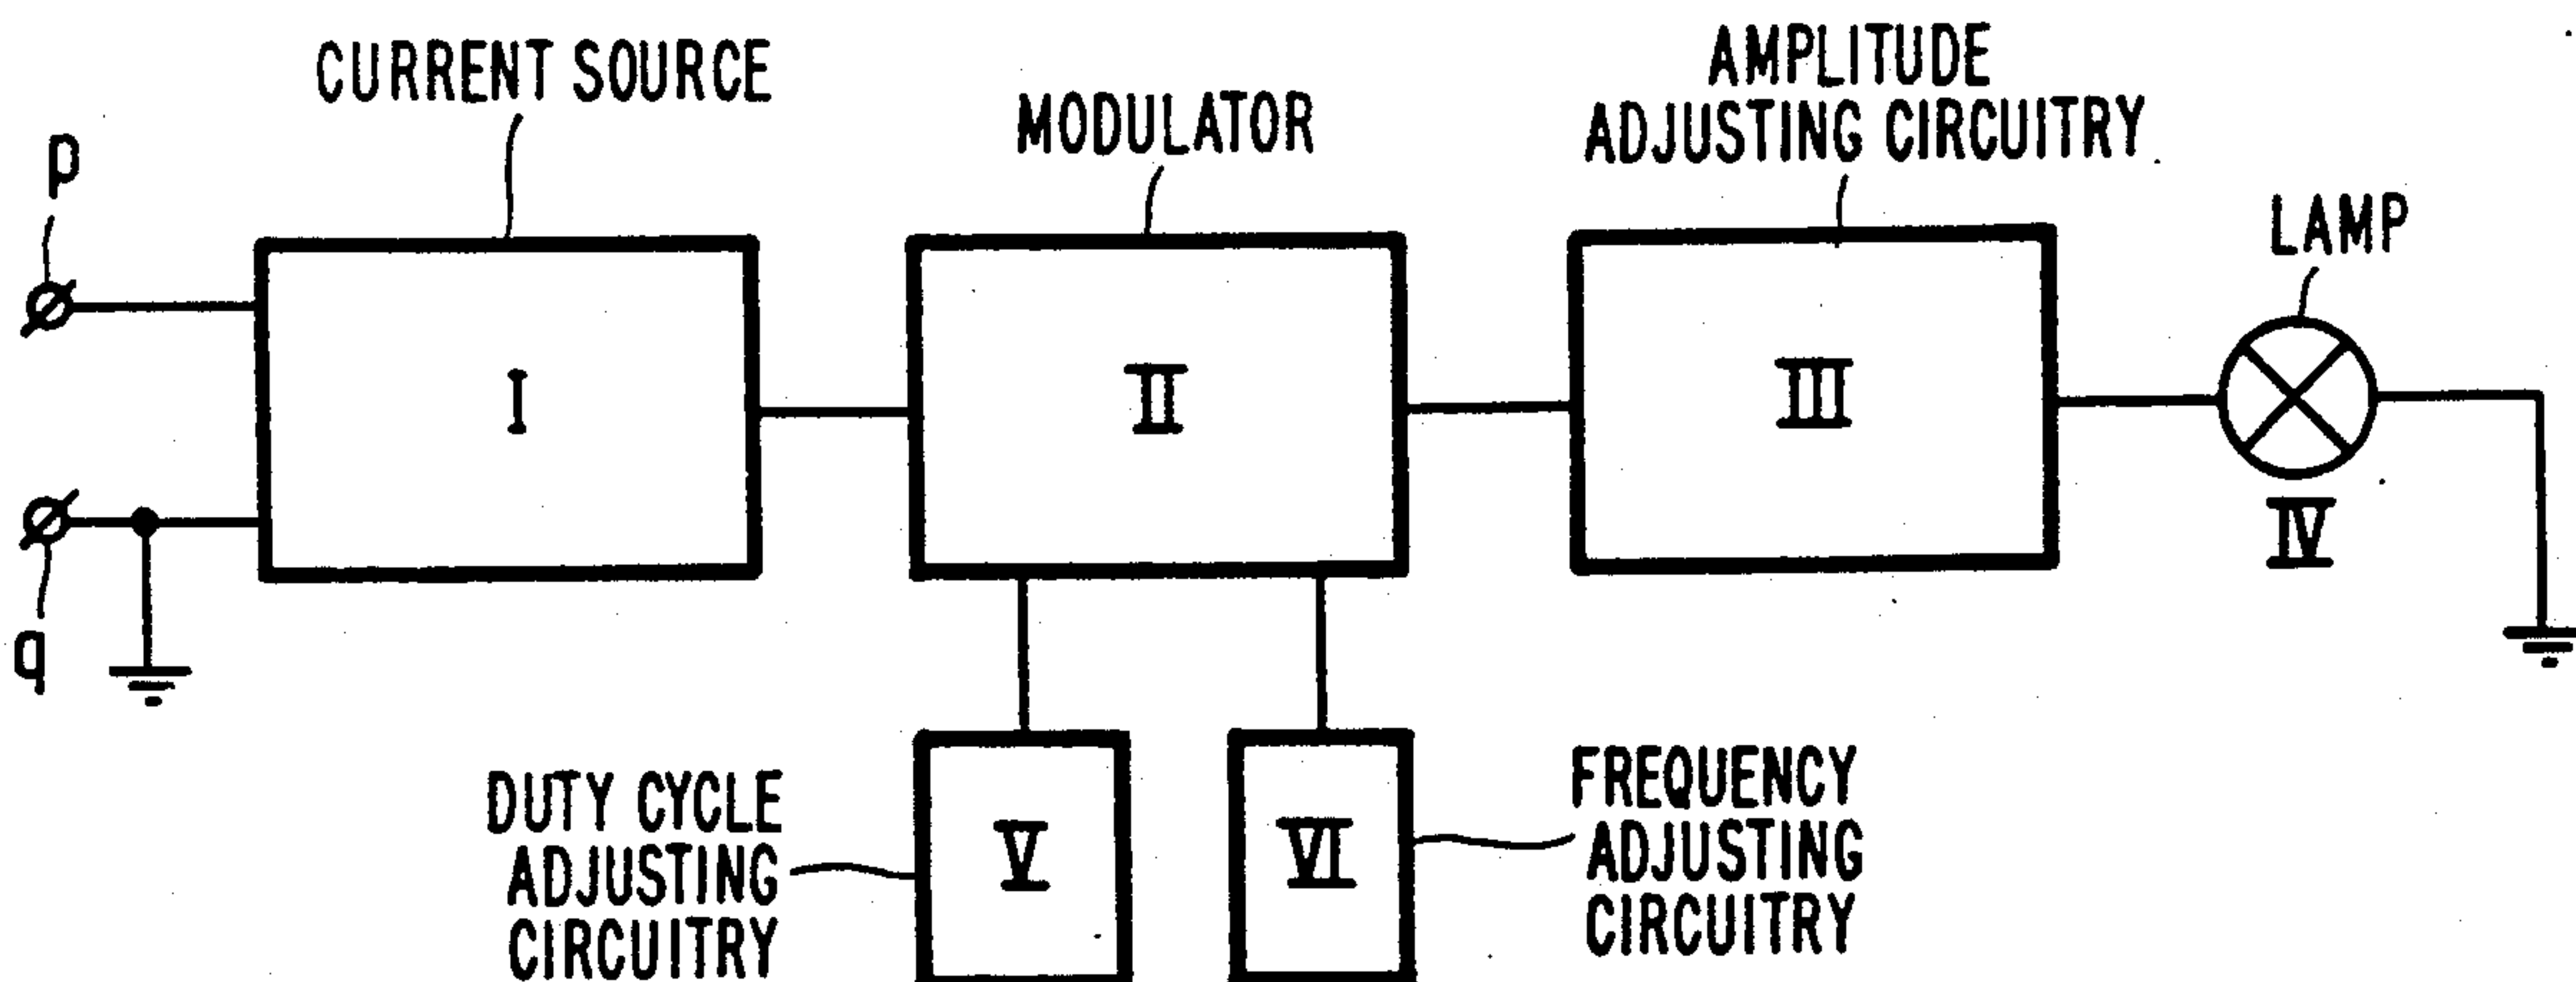 CURRENT SOURCE
MODULATOR
AMPLITUDE
ADJUSTING CIRCUITRY
LAMP
p
q
I
II
III
IV
DUTY CYCLE
ADJUSTING
CIRCUITRY
V
VI
FREQUENCY
ADJUSTING
CIRCUITRY